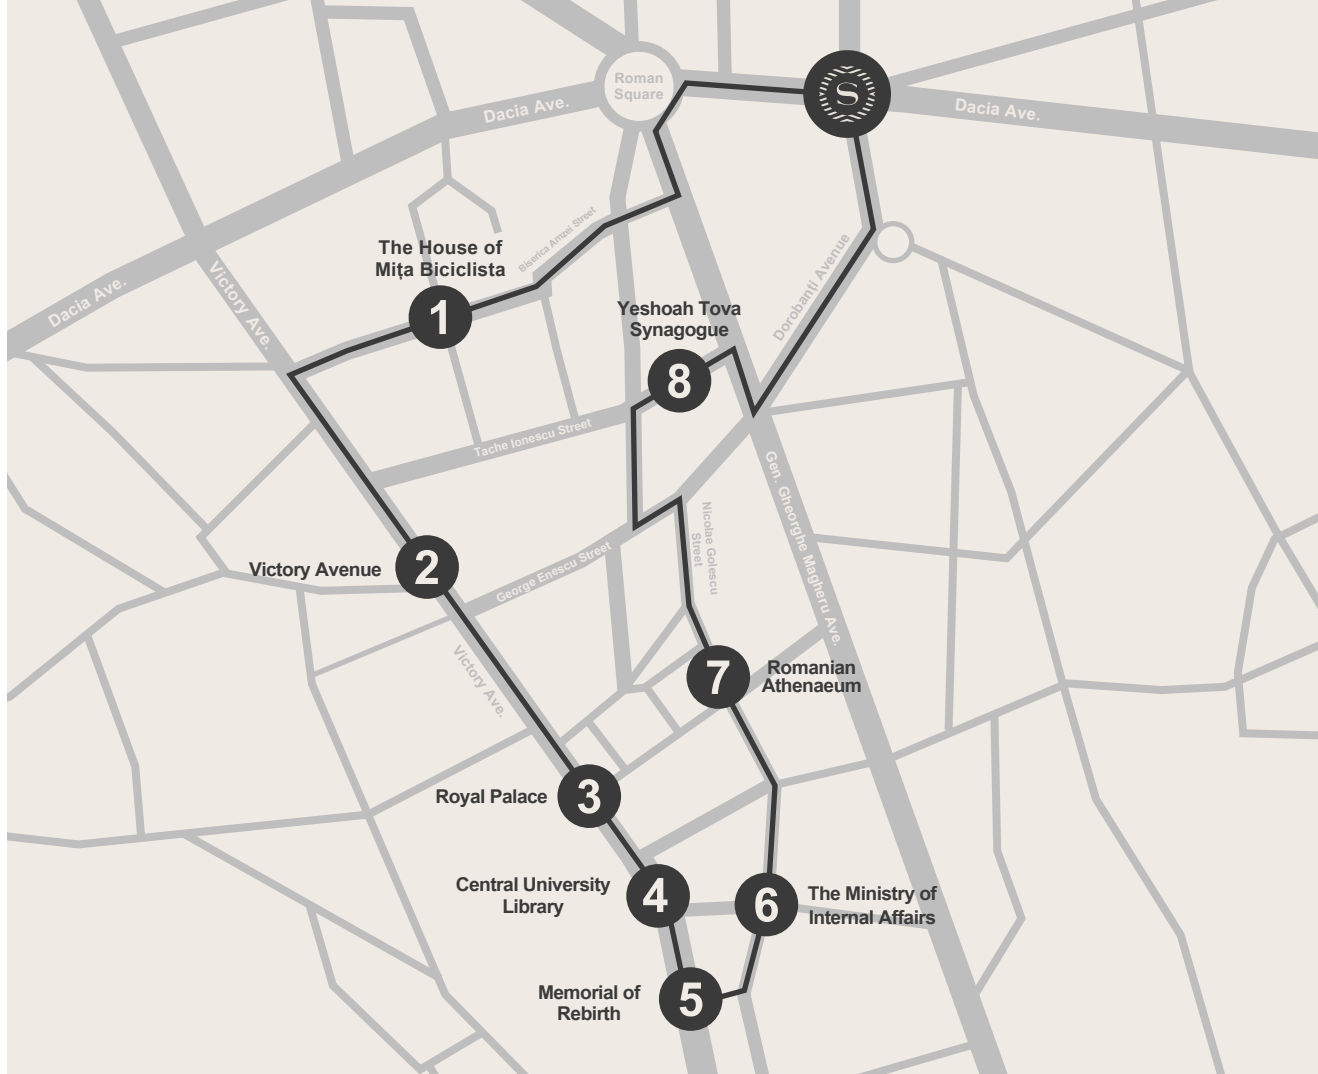 Roman
Square
S
Dacia Ave.
Dacia Ave.
Biserica Amzei Street
The House of
Mița Biciclista
1
Dacia Ave.
Victory Ave.
Dorobanți Avenue
Yeshoah Tova
Synagogue
8
Tache Ionescu Street
Gen. Gheorghe Magheru Ave.
Nicolae Golescu
Street
George Enescu Street
Victory Avenue
2
Victory Ave.
7
Romanian
Athenaeum
Royal Palace
3
Central University
Library
4
6
The Ministry of
Internal Affairs
Memorial of
Rebirth
5